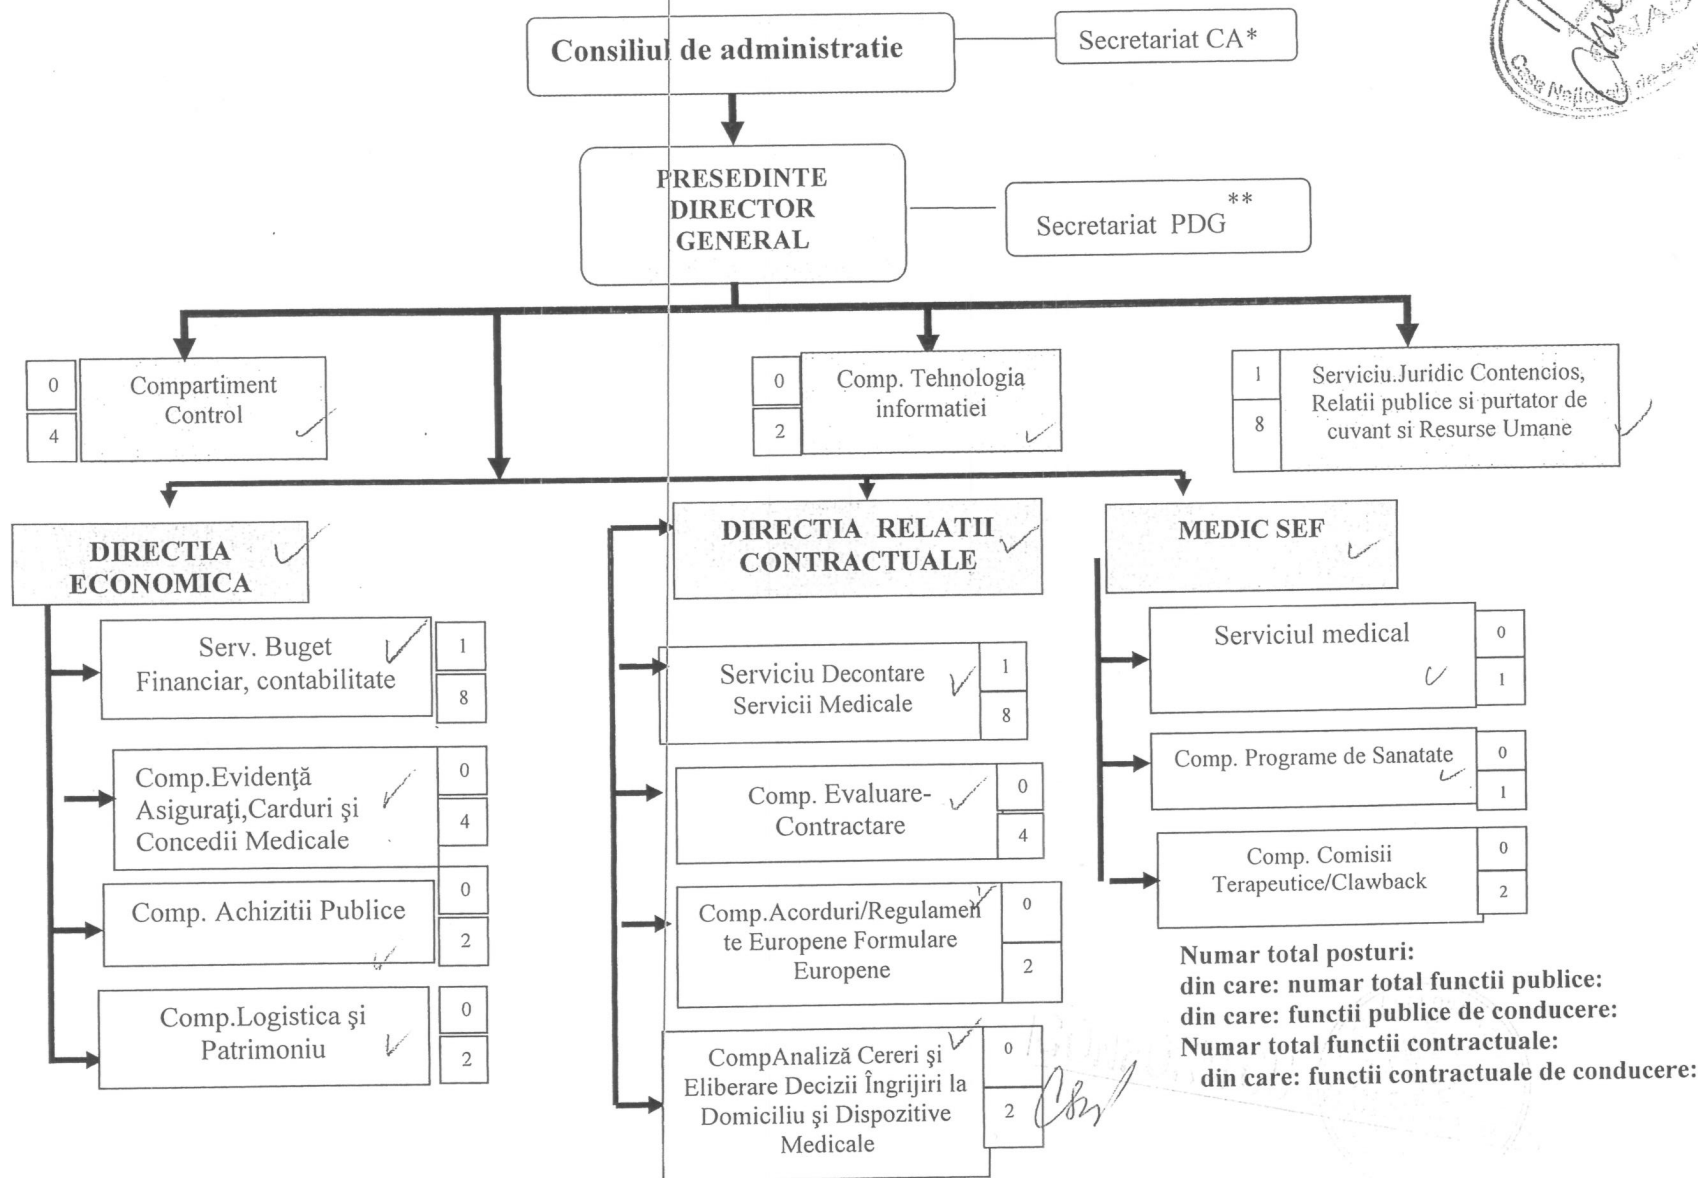 Consiliul de administratie
Secretariat CA*
Casa Națională de
PRESEDINTE
DIRECTOR
GENERAL
Secretariat PDG**
0
4
Compartiment
Control
0
2
Comp. Tehnologia
informatiei
1
8
Serviciu.Juridic Contencios,
Relatii publice si purtator de
cuvant si Resurse Umane
DIRECTIA
ECONOMICA
Serv. Buget
Financiar, contabilitate
1
8
Comp.Evidenţă
Asiguraţi,Carduri şi
Concedii Medicale
0
4
Comp. Achizitii Publice
0
2
Comp.Logistica şi
Patrimoniu
0
2
DIRECTIA RELATII
CONTRACTUALE
Serviciu Decontare
Servicii Medicale
1
8
Comp. Evaluare-
Contractare
0
4
Comp.Acorduri/Regulamen
te Europene Formulare
Europene
0
2
CompAnaliză Cereri şi
Eliberare Decizii Îngrijiri la
Domiciliu şi Dispozitive
Medicale
0
2
MEDIC SEF
Serviciul medical
0
1
Comp. Programe de Sanatate
0
1
Comp. Comisii
Terapeutice/Clawback
0
2
Numar total posturi:
din care: numar total functii publice:
din care: functii publice de conducere:
Numar total functii contractuale:
din care: functii contractuale de conducere: